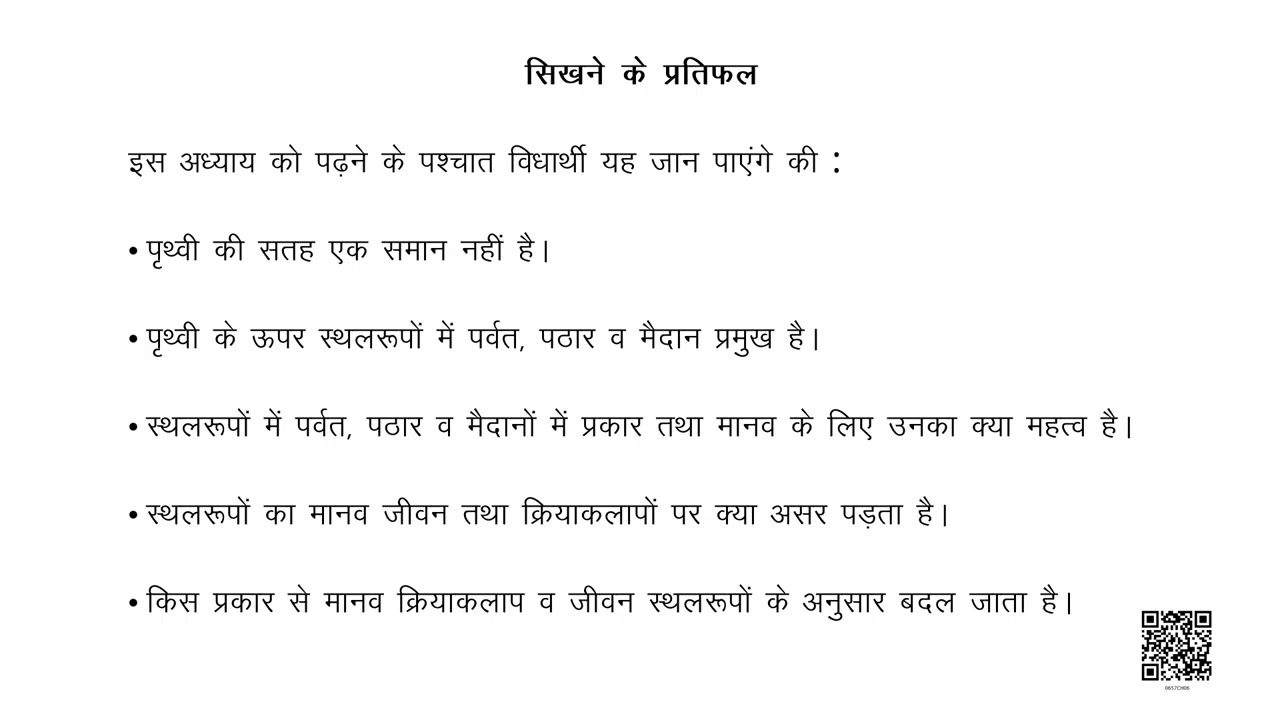 सिखने के प्रतिफल
इस अध्याय को पढ़ने के पश्चात विधार्थी यह जान पाएंगे की :
• पृथ्वी की सतह एक समान नहीं है।
• पृथ्वी के ऊपर स्थलरूपों में पर्वत, पठार व मैदान प्रमुख है।
• स्थलरूपों में पर्वत, पठार व मैदानों में प्रकार तथा मानव के लिए उनका क्या महत्व है।
• स्थलरूपों का मानव जीवन तथा क्रियाकलापों पर क्या असर पड़ता है।
• किस प्रकार से मानव क्रियाकलाप व जीवन स्थलरूपों के अनुसार बदल जाता है।
0657CH06